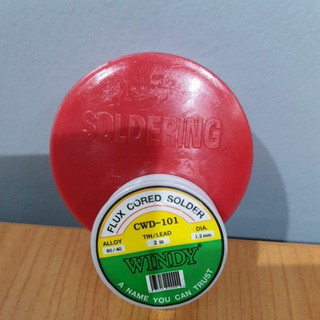 SOLDERING
FLUX CORED SOLDER
CWD-101
TIN/LEAD
ALLOY
60/40
2 m
DIA.
1.2 mm
WINDY
A NAME YOU CAN TRUST